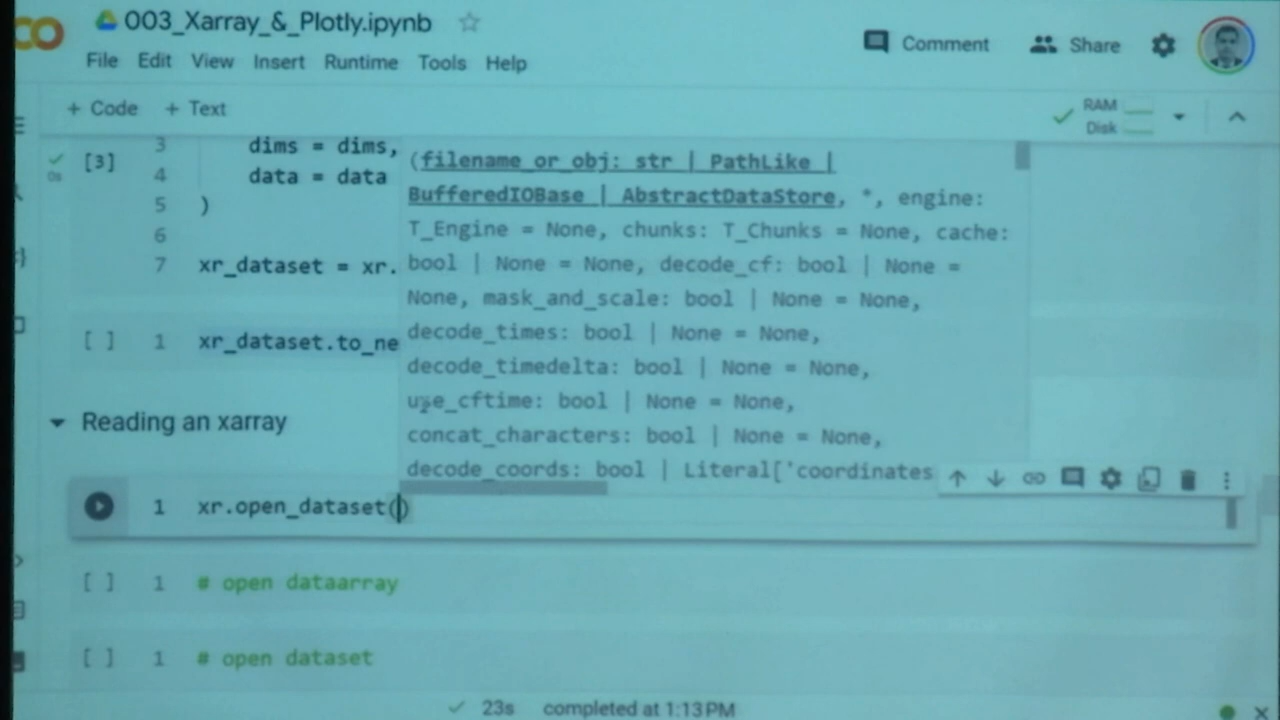 003_Xarray_&_Plotly.ipynb
Comment
Share
File Edit View Insert Runtime Tools Help
+ Code + Text
RAM
Disk
[3]
0s
3 dims = dims,
4 data = data
5 )
6
7 xr_dataset = xr.
(filename_or_obj: str | PathLike |
BufferedIOBase | AbstractDataStore, *, engine:
T_Engine = None, chunks: T_Chunks = None, cache:
bool | None = None, decode_cf: bool | None =
None, mask_and_scale: bool | None = None,
decode_times: bool | None = None,
decode_timedelta: bool | None = None,
use_cftime: bool | None = None,
concat_characters: bool | None = None,
decode_coords: bool | Literal['coordinates
[ ] 1 xr_dataset.to_ne
Reading an xarray
1 xr.open_dataset()
[ ] 1 # open dataarray
[ ] 1 # open dataset
23s completed at 1:13 PM